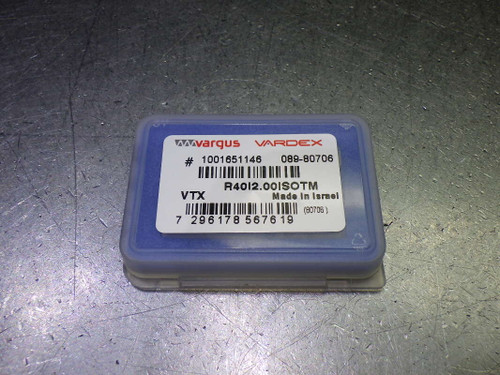 vargus VARDEX
# 1001651146 089-80706
R40I2.00ISOTM
VTX Made in Israel
7 296178 567619 (80706)